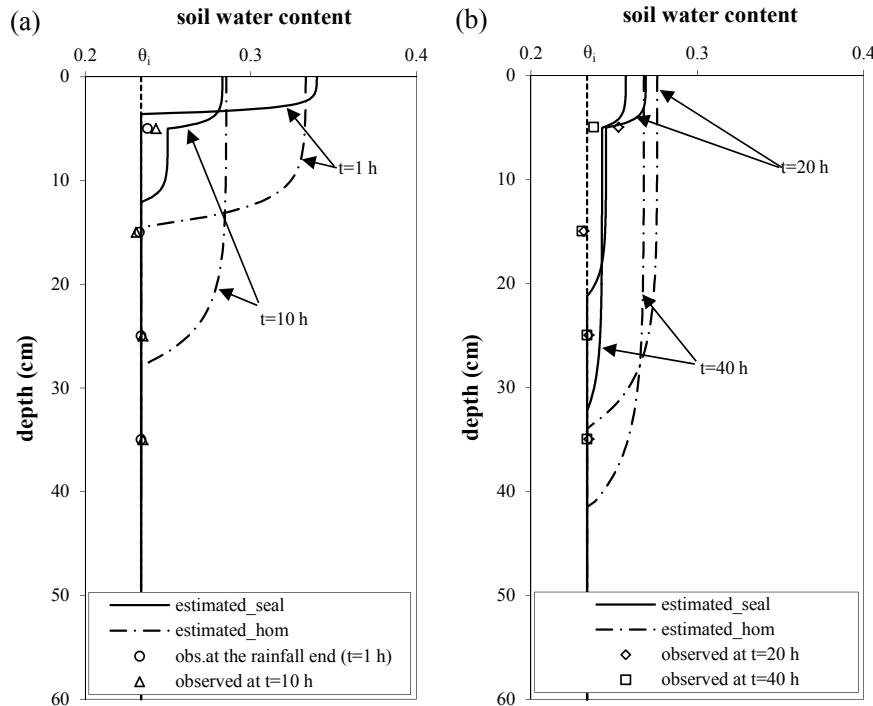 (a)
soil water content
0.2
θi
0.3
0.4
0
10
20
30
40
50
60
depth (cm)
t=1 h
t=10 h
estimated_seal
estimated_hom
obs.at the rainfall end (t=1 h)
observed at t=10 h
(b)
soil water content
0.2
θi
0.3
0.4
0
10
20
30
40
50
60
depth (cm)
t=20 h
t=40 h
estimated_seal
estimated_hom
observed at t=20 h
observed at t=40 h